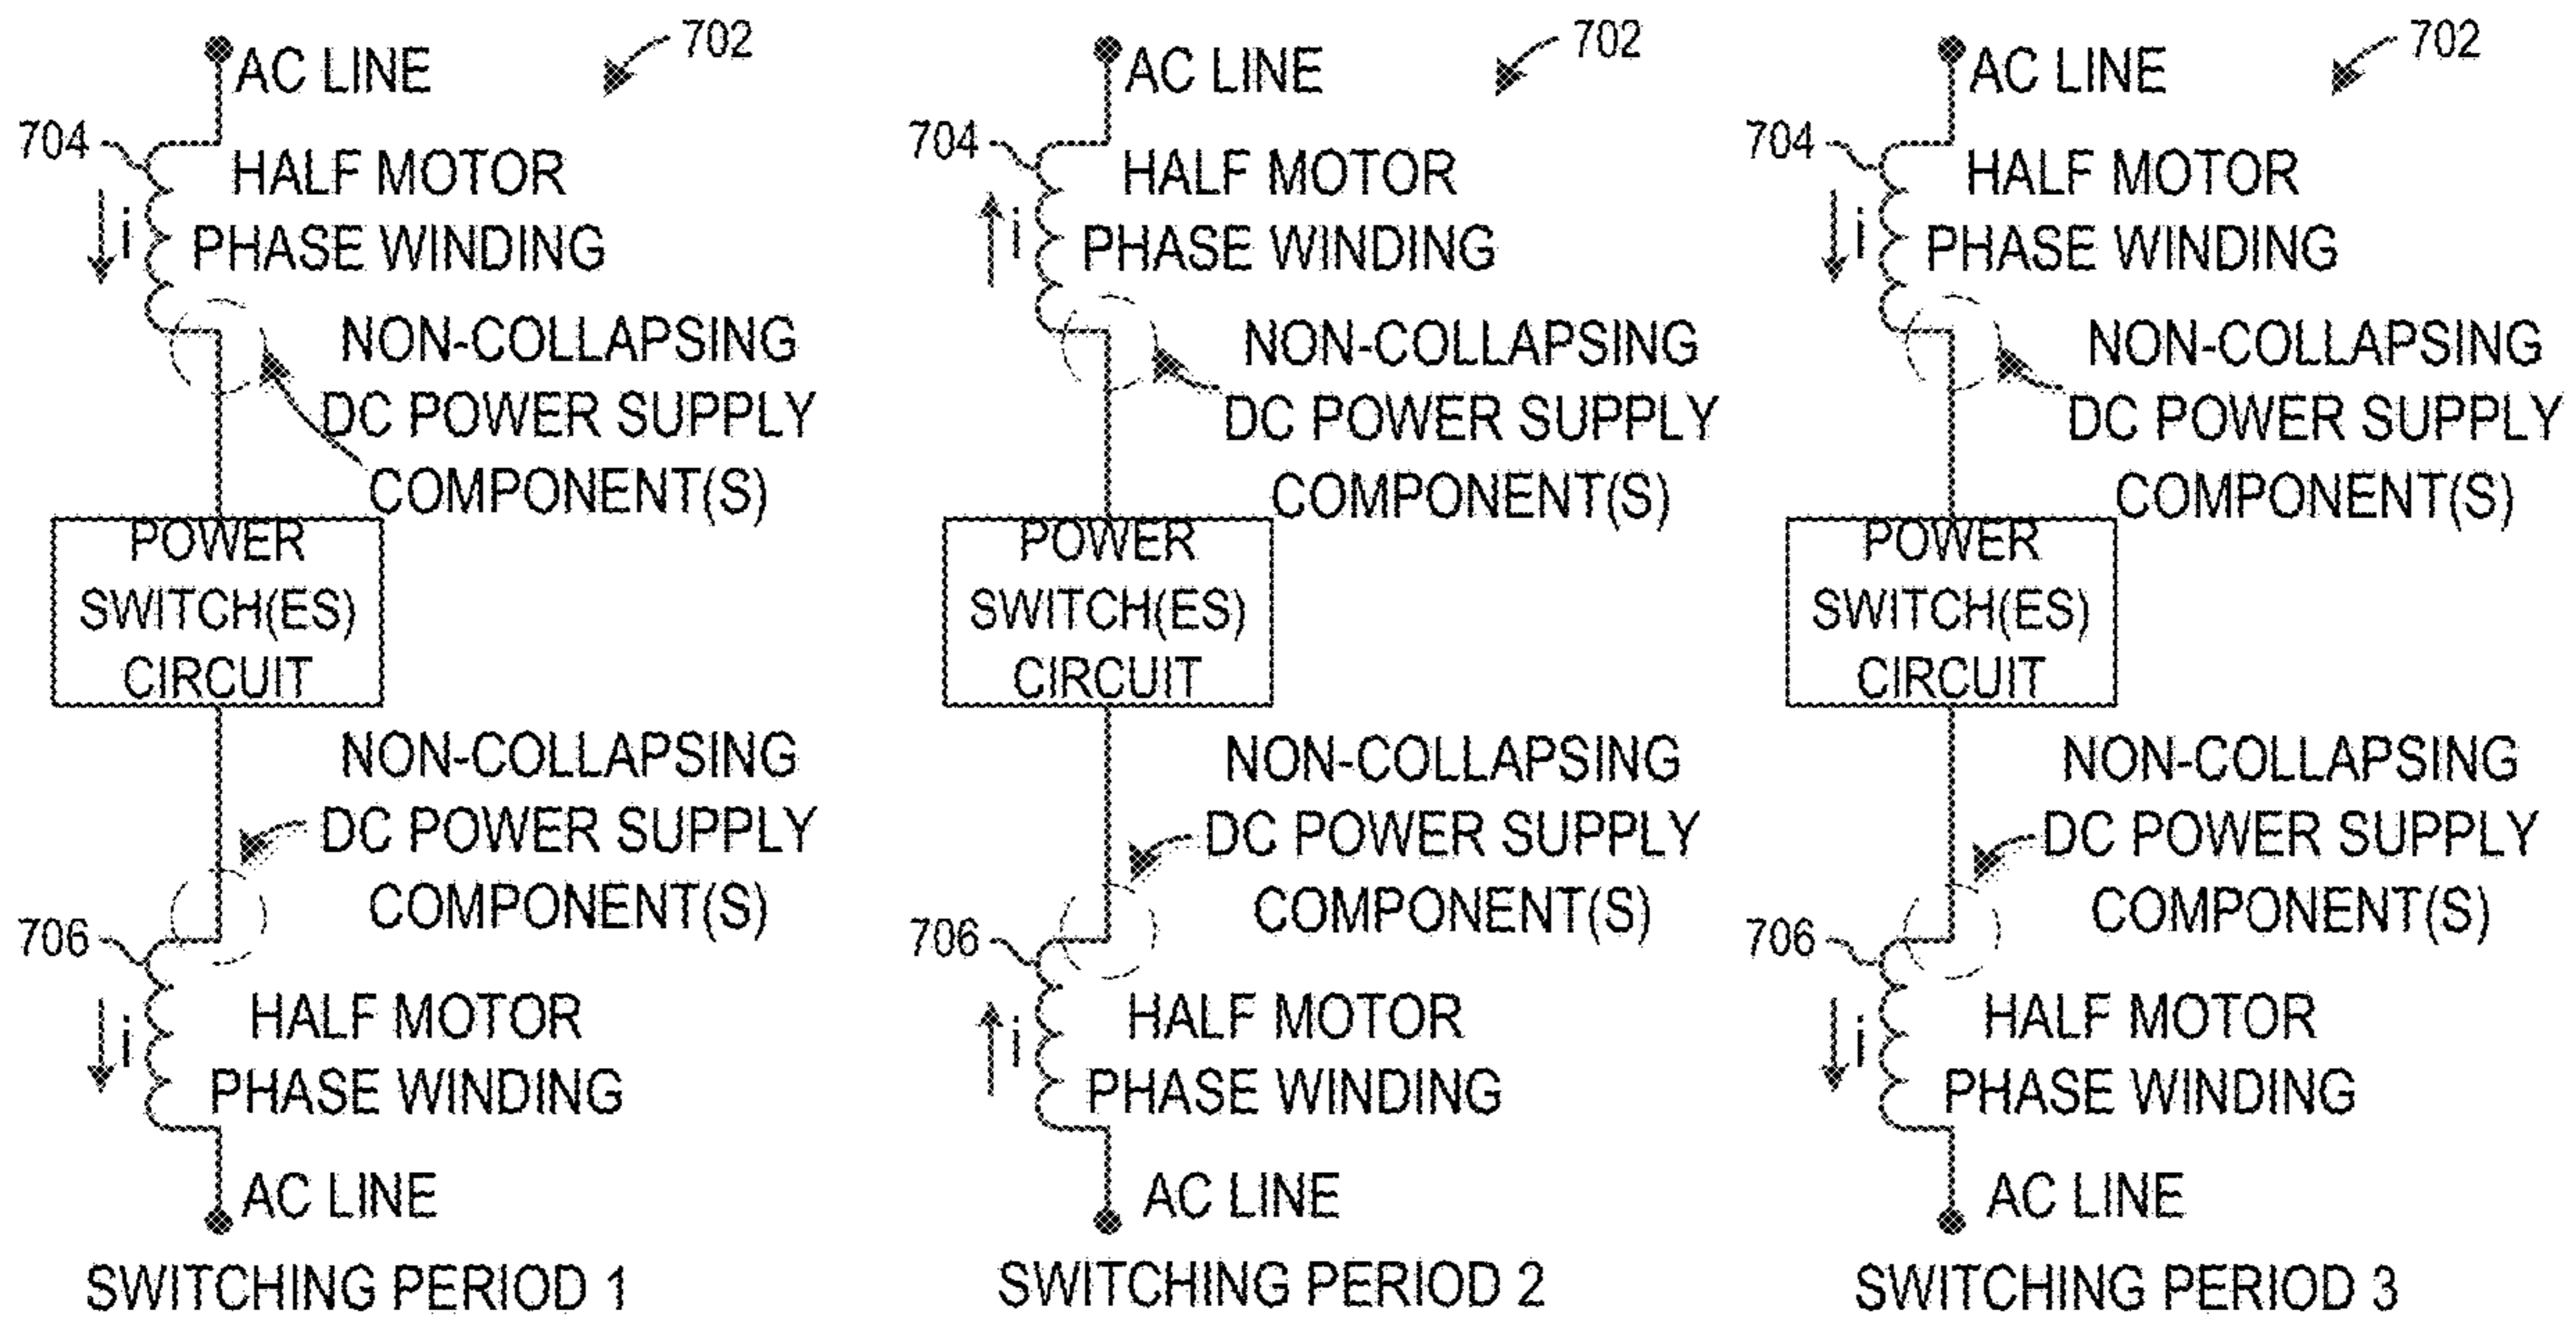 702
AC LINE
704
HALF MOTOR
i
PHASE WINDING
NON-COLLAPSING
DC POWER SUPPLY
COMPONENT(S)
POWER
SWITCH(ES)
CIRCUIT
NON-COLLAPSING
DC POWER SUPPLY
COMPONENT(S)
706
HALF MOTOR
i
PHASE WINDING
AC LINE
SWITCHING PERIOD 1
702
AC LINE
704
HALF MOTOR
i
PHASE WINDING
NON-COLLAPSING
DC POWER SUPPLY
COMPONENT(S)
POWER
SWITCH(ES)
CIRCUIT
NON-COLLAPSING
DC POWER SUPPLY
COMPONENT(S)
706
HALF MOTOR
i
PHASE WINDING
AC LINE
SWITCHING PERIOD 2
702
AC LINE
704
HALF MOTOR
i
PHASE WINDING
NON-COLLAPSING
DC POWER SUPPLY
COMPONENT(S)
POWER
SWITCH(ES)
CIRCUIT
NON-COLLAPSING
DC POWER SUPPLY
COMPONENT(S)
706
HALF MOTOR
i
PHASE WINDING
AC LINE
SWITCHING PERIOD 3